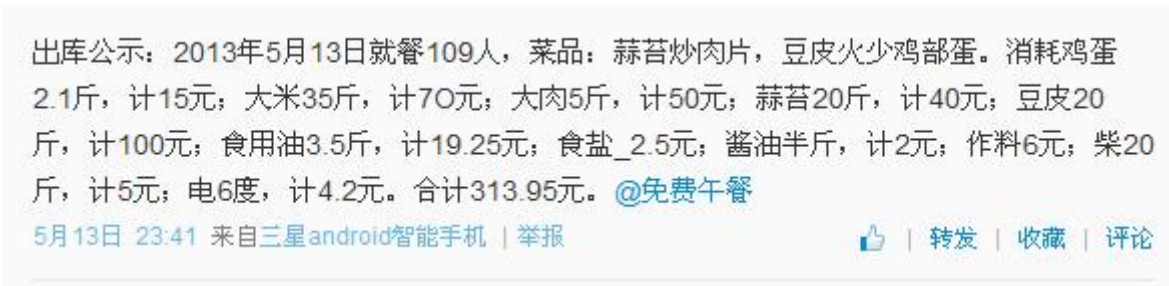 出库公示：2013年5月13日就餐109人，菜品：蒜苔炒肉片，豆皮火少鸡部蛋。消耗鸡蛋
2.1斤，计15元；大米35斤，计7O元；大肉5斤，计50元；蒜苔20斤，计40元；豆皮20
斤，计100元；食用油3.5斤，计19.25元；食盐_2.5元；酱油半斤，计2元；作料6元；柴20
斤，计5元；电6度，计4.2元。合计313.95元。@免费午餐
5月13日 23:41 来自三星android智能手机 | 举报 | 转发 | 收藏 | 评论